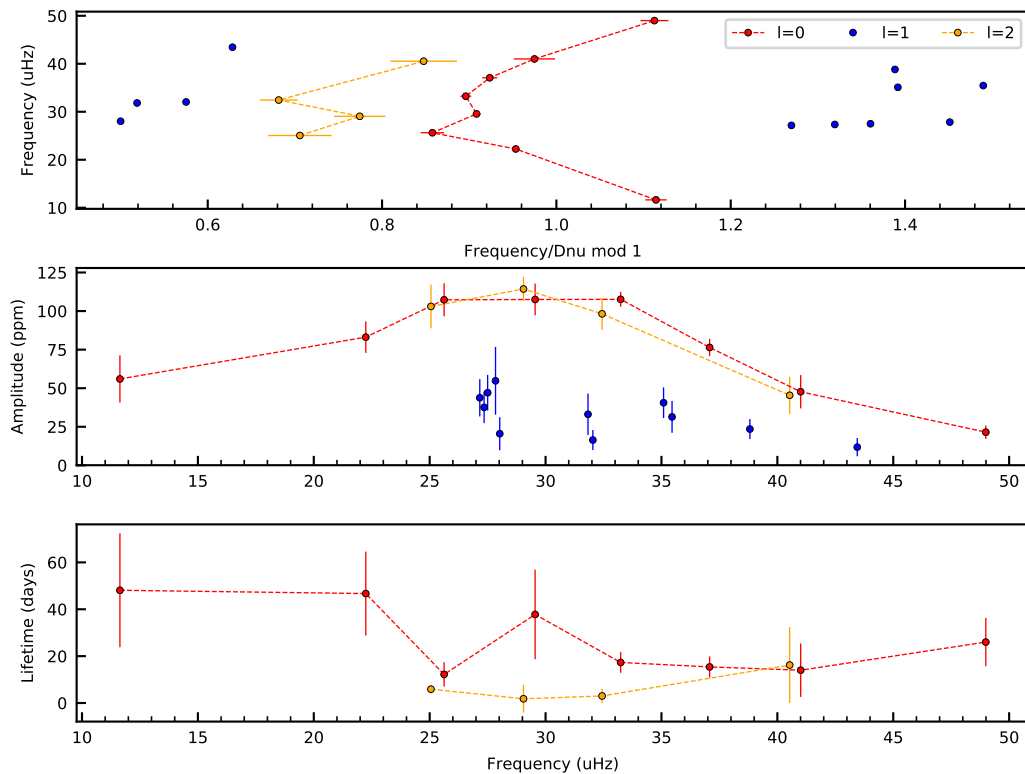 50
40
30
20
10
Frequency (uHz)
l=0 l=1 l=2
0.6 0.8 1.0 1.2 1.4
Frequency/Dnu mod 1
125
100
75
50
25
0
Amplitude (ppm)
10 15 20 25 30 35 40 45 50
60
40
20
0
Lifetime (days)
10 15 20 25 30 35 40 45 50
Frequency (uHz)